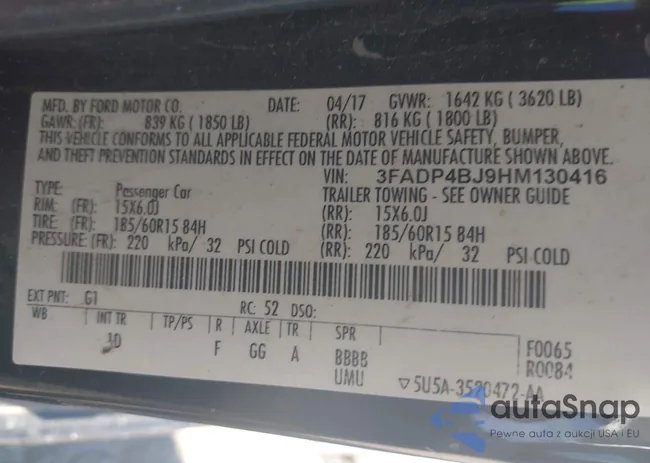 MFD. BY FORD MOTOR CO. DATE: 04/17 GVWR: 1642 KG ( 3620 LB)
GAWR: (FR): 839 KG ( 1850 LB) (RR): 816 KG ( 1800 LB)
THIS VEHICLE CONFORMS TO ALL APPLICABLE FEDERAL MOTOR VEHICLE SAFETY, BUMPER,
AND THEFT PREVENTION STANDARDS IN EFFECT ON THE DATE OF MANUFACTURE SHOWN ABOVE.
VIN: 3FADP4BJ9HM130416
TYPE: Passenger Car TRAILER TOWING - SEE OWNER GUIDE
RIM: (FR): 15X6.0J (RR): 15X6.0J
TIRE: (FR): 185/60R15 84H (RR): 185/60R15 84H
PRESSURE: (FR): 220 kPa/ 32 PSI COLD (RR): 220 kPa/ 32 PSI COLD
EXT PNT: G1 RC: 52 DSO:
WB INT TR TP/PS R AXLE TR SPR F0065
F GG A BBBB R0084
UMU ▽5U5A-3520472-AA
autaSnap
Pewne auta z aukcji USA i EU